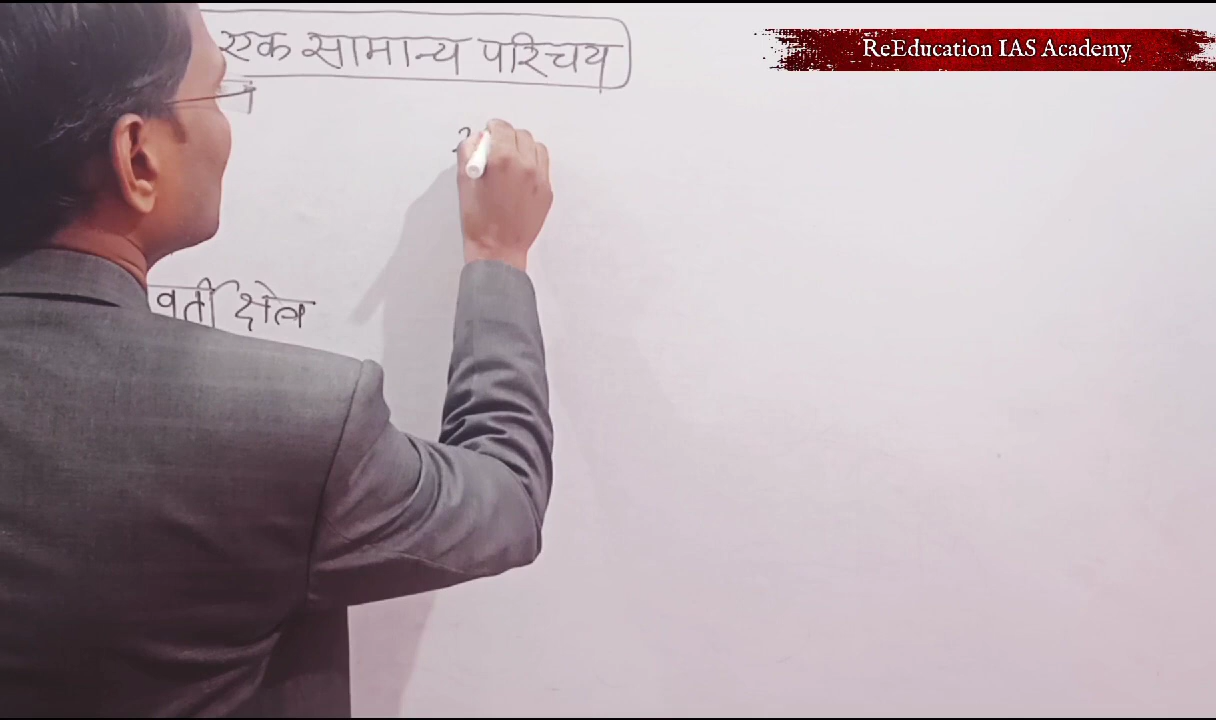 एक सामान्य परिचय
ReEducation IAS Academy
वर्ती क्षेत्र